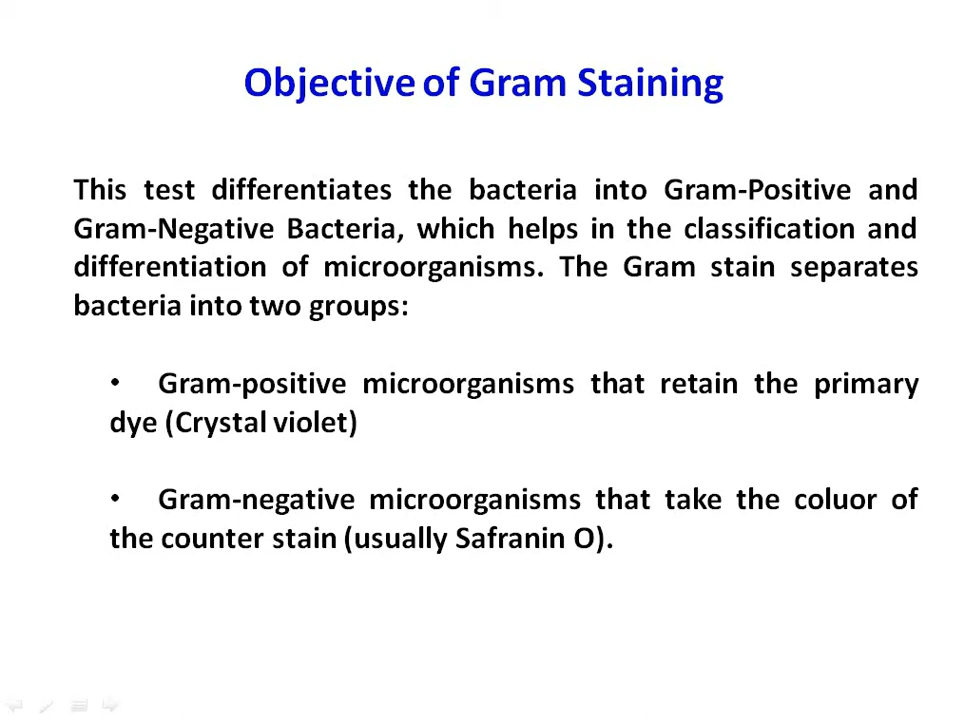 Objective of Gram Staining
This test differentiates the bacteria into Gram-Positive and
Gram-Negative Bacteria, which helps in the classification and
differentiation of microorganisms. The Gram stain separates
bacteria into two groups:
• Gram-positive microorganisms that retain the primary
dye (Crystal violet)
• Gram-negative microorganisms that take the coluor of
the counter stain (usually Safranin O).